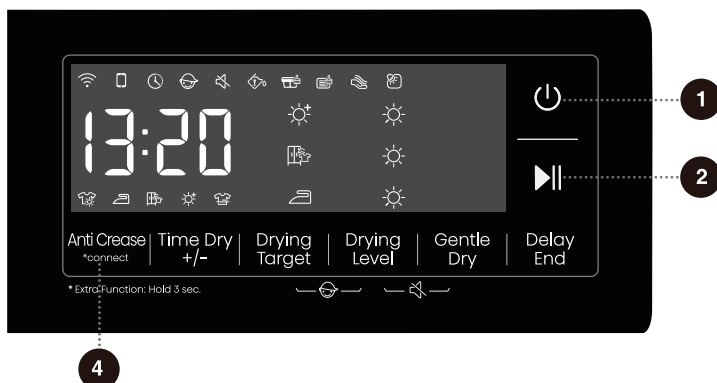 1
13:20
2
Anti Crease
*connect
Time Dry
+/-
Drying
Target
Drying
Level
Gentle
Dry
Delay
End
* Extra Function: Hold 3 sec.
4